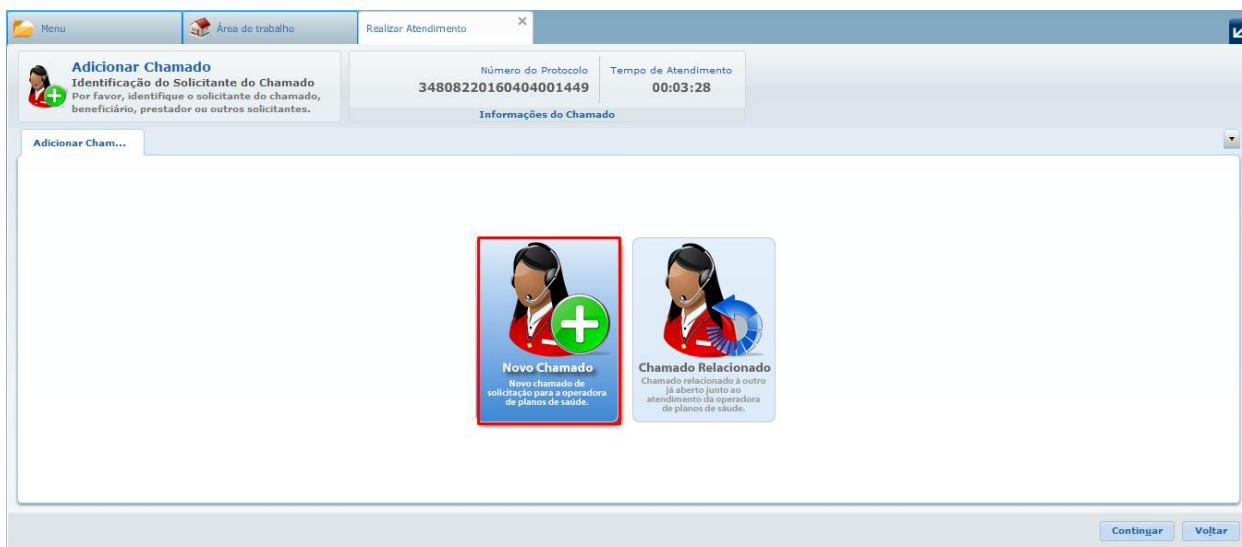 Menu
Área de trabalho
Realizar Atendimento
Adicionar Chamado
Identificação do Solicitante do Chamado
Por favor, identifique o solicitante do chamado,
beneficiário, prestador ou outros solicitantes.
Número do Protocolo
34808220160404001449
Tempo de Atendimento
00:03:28
Informações do Chamado
Adicionar Cham...
Novo Chamado
Novo chamado de
solicitação para a operadora
de planos de saúde.
Chamado Relacionado
Chamado relacionado à outro
já aberto junto ao
atendimento da operadora
de planos de sáude.
Continuar
Voltar